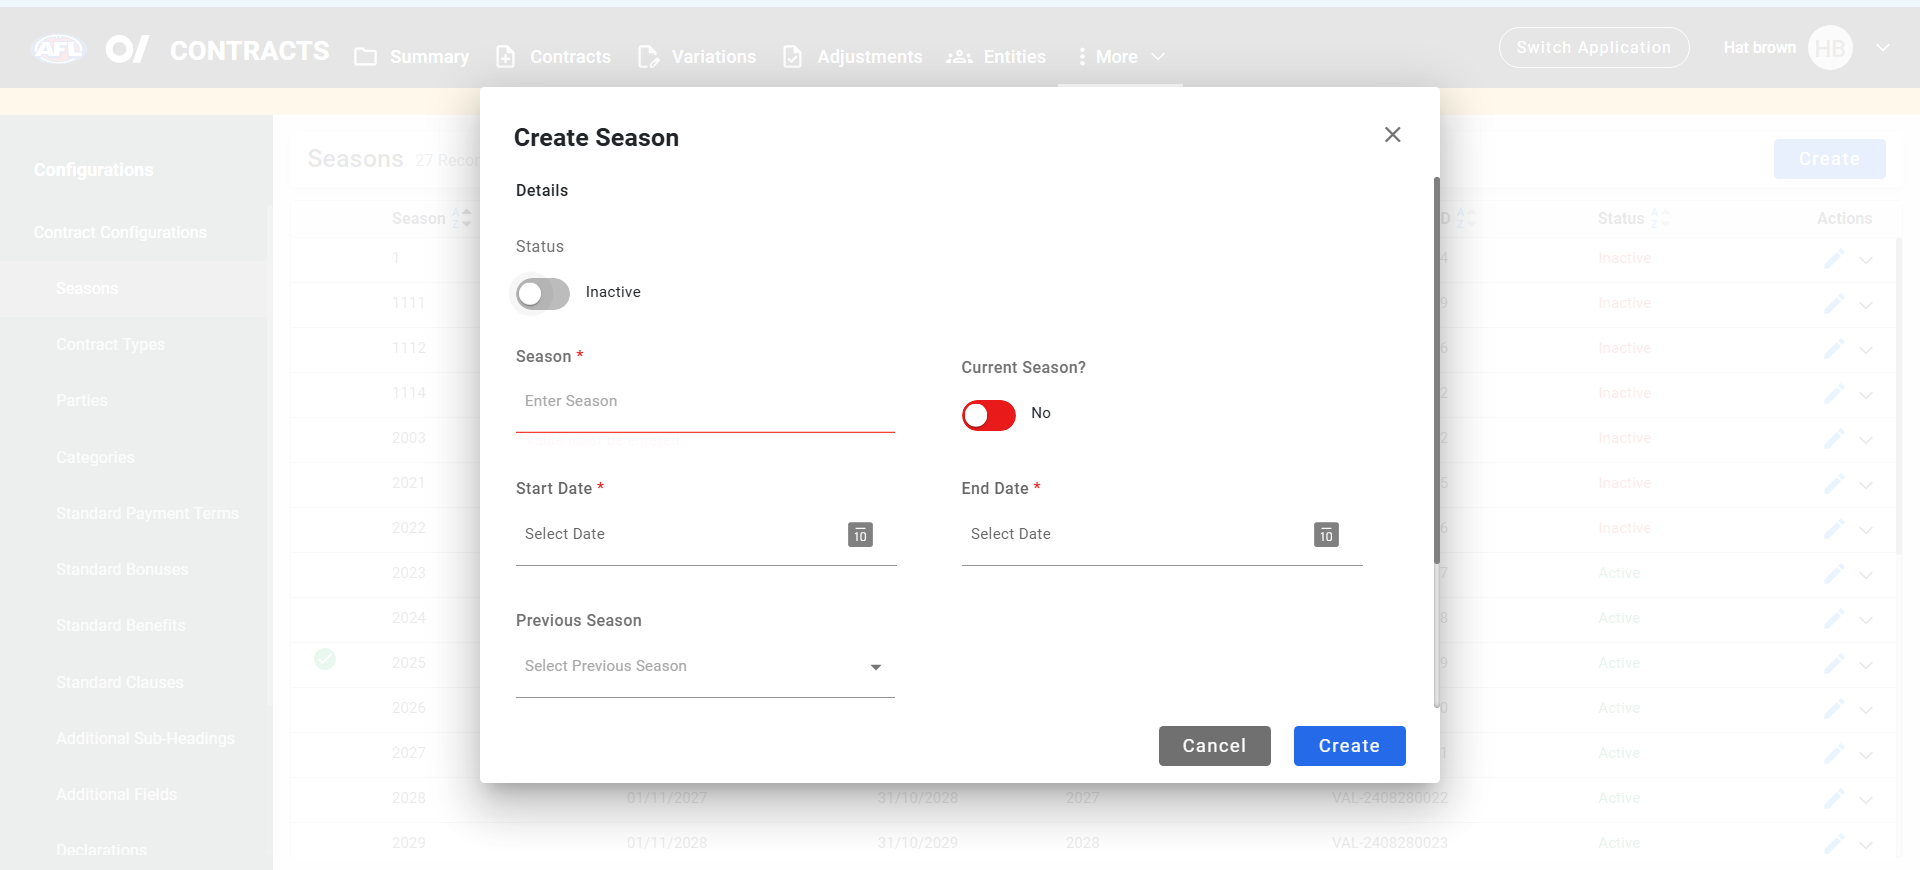 AFL CONTRACTS Summary Contracts Variations Adjustments Entities More Switch Application Hat brown HB
Configurations
Contract Configurations
Seasons
Contract Types
Parties
Categories
Standard Payment Terms
Standard Bonuses
Standard Benefits
Standard Clauses
Additional Sub-Headings
Additional Fields
Declarations
Seasons 27 Create
Season Status Actions
1 4 Inactive
1111 9 Inactive
1112 6 Inactive
1114 2 Inactive
2003 2 Inactive
2021 5 Inactive
2022 6 Inactive
2023 7 Active
2024 8 Active
2025 9 Active
2026 0 Active
2027 1 Active
2028 01/11/2027 31/10/2028 2027 VAL-2408280022 Active
2029 01/11/2028 31/10/2029 2028 VAL-2408280023 Active
Create Season
Details
Status
Inactive
Season *
Enter Season
Current Season?
No
Start Date *
Select Date 10
End Date *
Select Date 10
Previous Season
Select Previous Season
Cancel Create